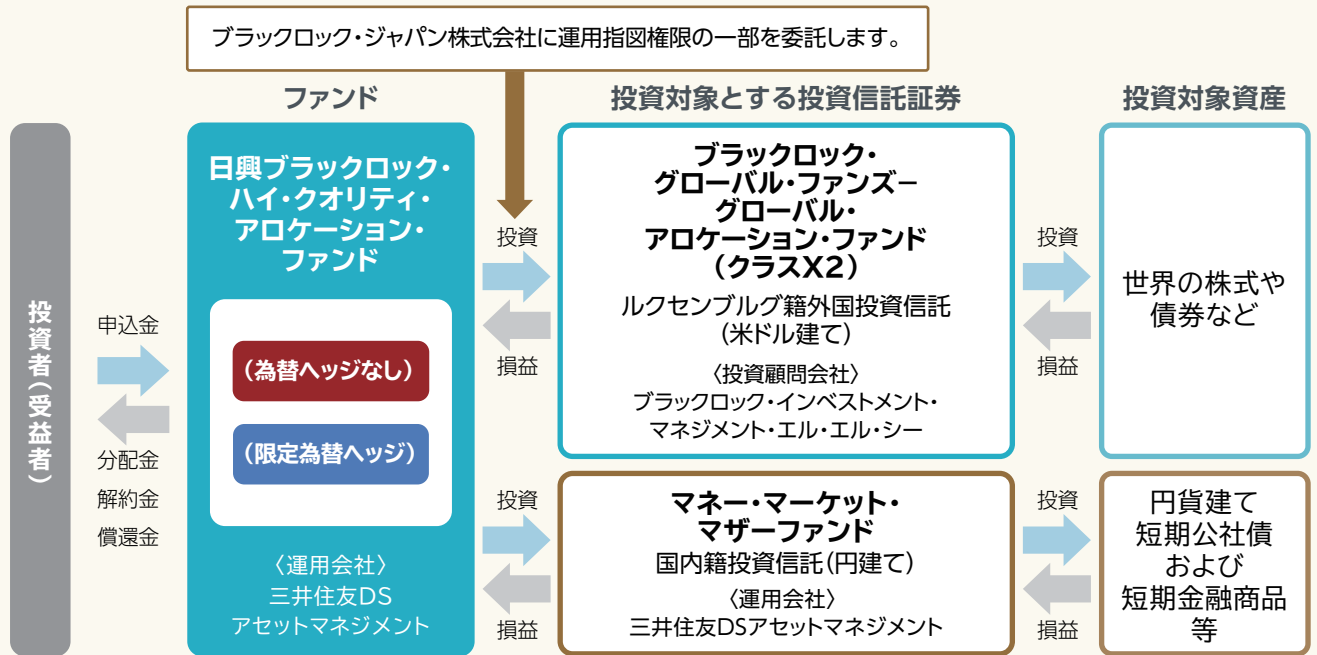 ブラックロック・ジャパン株式会社に運用指図権限の一部を委託します。
ファンド
投資対象とする投資信託証券
投資対象資産
投資者(受益者)
申込金
分配金
解約金
償還金
日興ブラックロック・
ハイ・クオリティ・
アロケーション・
ファンド
(為替ヘッジなし)
(限定為替ヘッジ)
〈運用会社〉
三井住友DS
アセットマネジメント
投資
損益
ブラックロック・
グローバル・ファンズ－
グローバル・
アロケーション・ファンド
(クラスX2)
ルクセンブルグ籍外国投資信託
(米ドル建て)
〈投資顧問会社〉
ブラックロック・インベストメント・
マネジメント・エル・エル・シー
投資
損益
世界の株式や
債券など
投資
損益
マネー・マーケット・
マザーファンド
国内籍投資信託(円建て)
〈運用会社〉
三井住友DSアセットマネジメント
投資
損益
円貨建て
短期公社債
および
短期金融商品
等